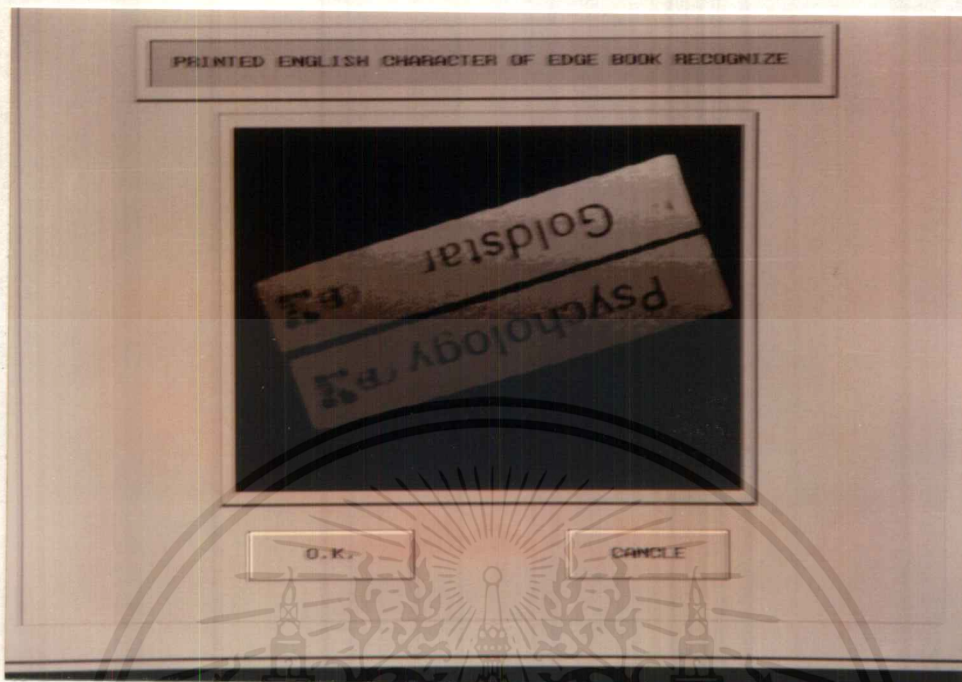 PRINTED ENGLISH CHARACTER OF EDGE BOOK RECOGNIZE
Goldstar
Psychology
O.K.
CANCLE